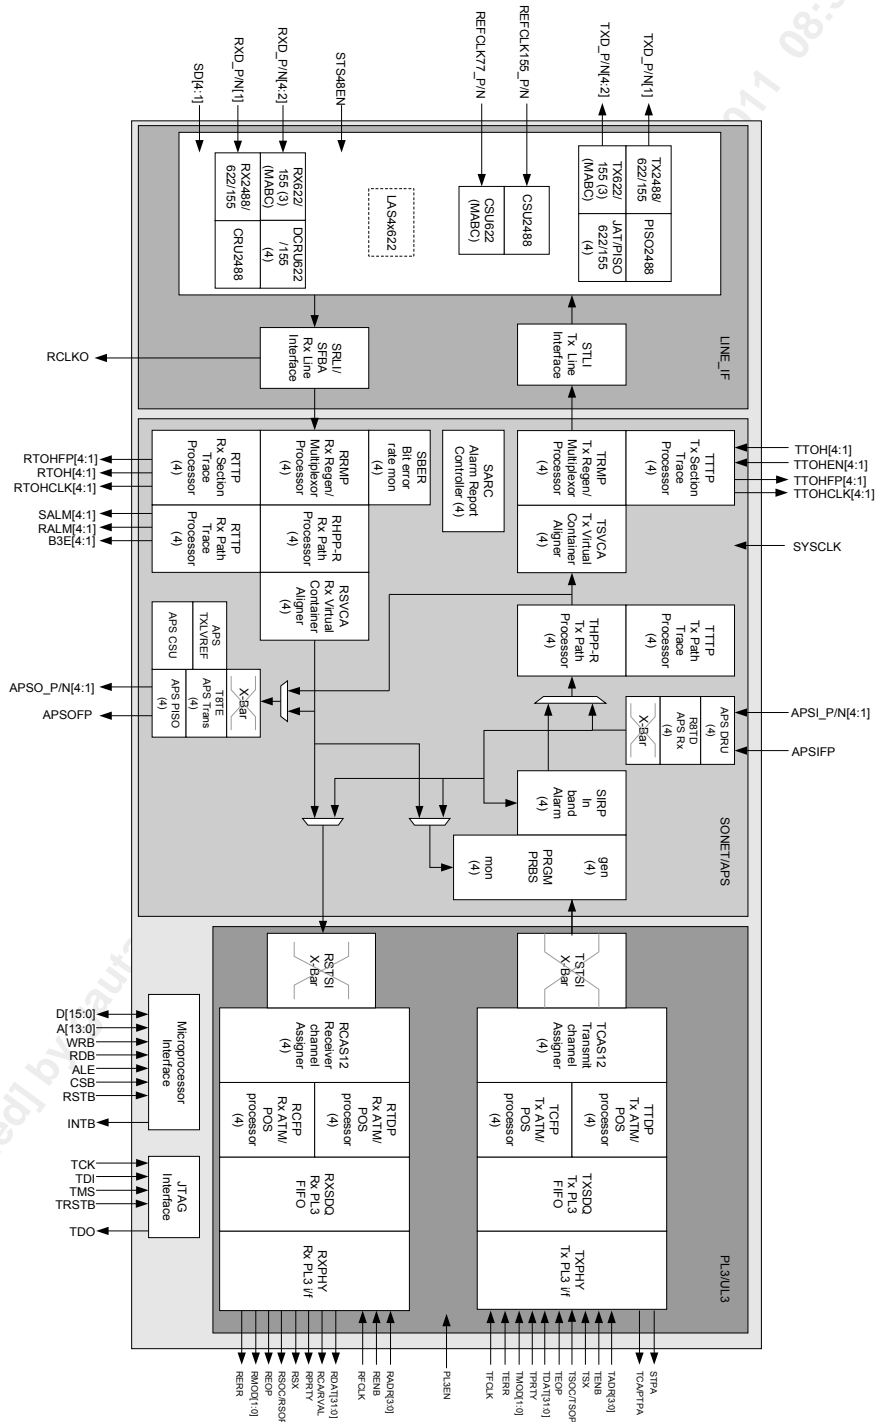 SD[4:1]
RXD_P/N[1]
RXD_P/N[4:2]
STS48EN
REFCLK77_P/N
REFCLK155_P/N
TXD_P/N[4:2]
TXD_P/N[1]
2011 08:
RX2488/
622/155
CRU2488
RX622/
155 (3)
(MABC)
DCRU622
/155
(4)
LAS4x622
CSU622
(MABC)
CSU2488
TX622/
155 (3)
(MABC)
JAT/PISO
622/155
(4)
TX2488/
622/155
PISO2488
LINE_IF
SRLI/
SFBA
Rx Line
Interface
STLI
Tx Line
Interface
RCLKO
RTOHFP[4:1]
RTOH[4:1]
RTOHCLK[4:1]
SALM[4:1]
RALM[4:1]
B3E[4:1]
RTTP
Rx Section
Trace
Processor
(4)
RRMP
Rx Regen/
Multiplexor
Processor
(4)
SBER
Bit error
rate mon
(4)
SARC
Alarm Report
Controller (4)
TRMP
Tx Regen/
Multiplexor
Processor
(4)
TTTP
Tx Section
Trace
Processor
(4)
TTOH[4:1]
TTOHEN[4:1]
TTOHFP[4:1]
TTOHCLK[4:1]
SYSCLK
RTTP
Rx Path
Trace
Processor
(4)
RHPP-R
Rx Path
Processor
(4)
TSVCA
Tx Virtual
Container
Aligner
(4)
RSVCA
Rx Virtual
Container
Aligner
(4)
THPP-R
Tx Path
Processor
(4)
TTTP
Tx Path
Trace
Processor
(4)
APS CSU
APS
TXLVREF
APS PISO
(4)
T8TE
APS Trans
(4)
X-Bar
APSO_P/N[4:1]
APSOFP
X-Bar
R8TD
APS Rx
(4)
APS DRU
(4)
APSI_P/N[4:1]
APSIFP
SIRP
In
band
Alarm
(4)
PRGM
PRBS
gen
(4)
mon
(4)
SONET/APS
RSTSI
X-Bar
TSTSI
X-Bar
RCAS12
Receiver
channel
Assigner
(4)
TCAS12
Transmit
channel
Assigner
(4)
RCFP
Rx ATM/
POS
processor
(4)
RTDP
Rx ATM/
POS
processor
(4)
TCFP
Tx ATM/
POS
processor
(4)
TTDP
Tx ATM/
POS
processor
(4)
RXSDQ
Rx PL3
FIFO
TXSDQ
Tx PL3
FIFO
RXPHY
Rx PL3 i/f
TXPHY
Tx PL3 i/f
PL3/UL3
Microprocessor
Interface
D[15:0]
A[13:0]
WRB
RDB
ALE
CSB
RSTB
INTB
JTAG
Interface
TCK
TDI
TMS
TRSTB
TDO
RERR
RMOD[1:0]
REOP
RSOC/RSOP
RSX
RPRTY
RCA/RVAL
RDAT[31:0]
RFCLK
RENB
RADR[3:0]
PL3EN
TFCLK
TERR
TMOD[1:0]
TPRTY
TDAT[31:0]
TEOP
TSOC/TSOP
TSX
TENB
TADR[3:0]
TCA/PTPA
STPA